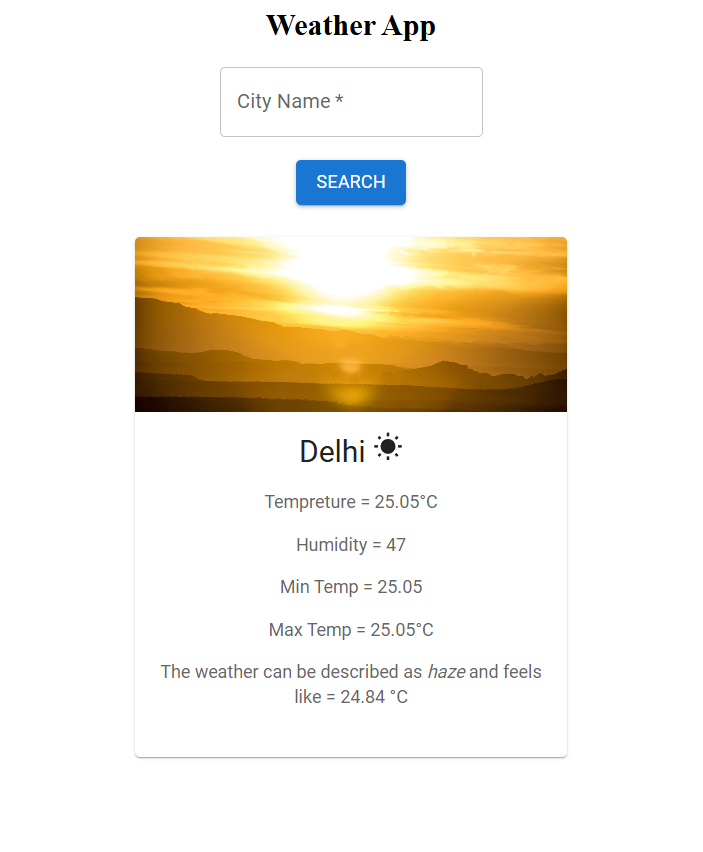 Weather App
City Name *
SEARCH
Delhi
Tempreture = 25.05°C
Humidity = 47
Min Temp = 25.05
Max Temp = 25.05°C
The weather can be described as haze and feels
like = 24.84 °C